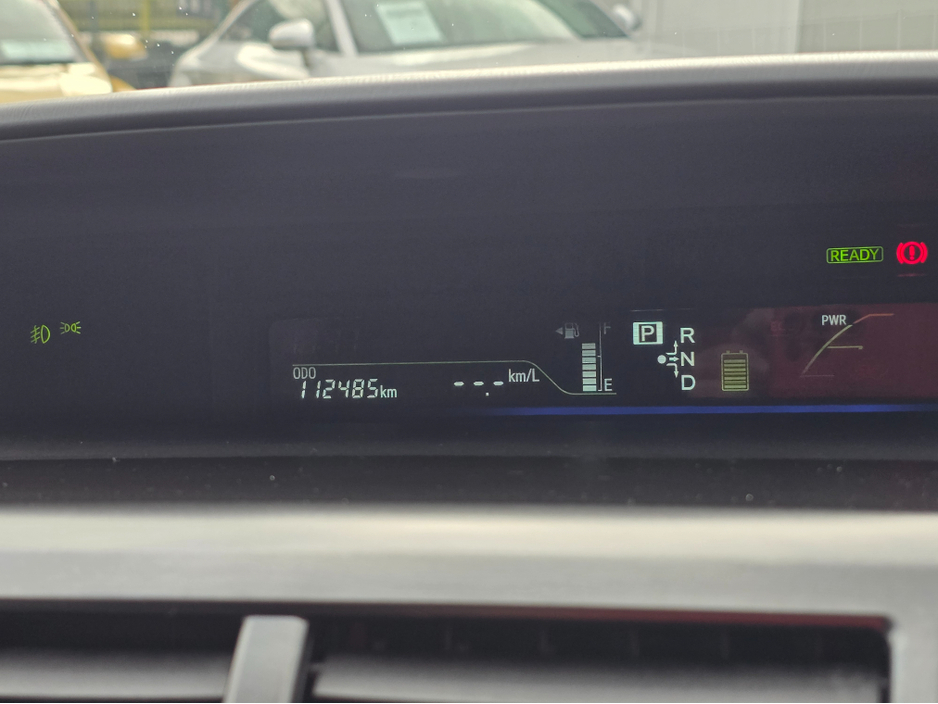 READY
PWR
F
P
R
N
D
ODO
112485km
---.- km/L
E